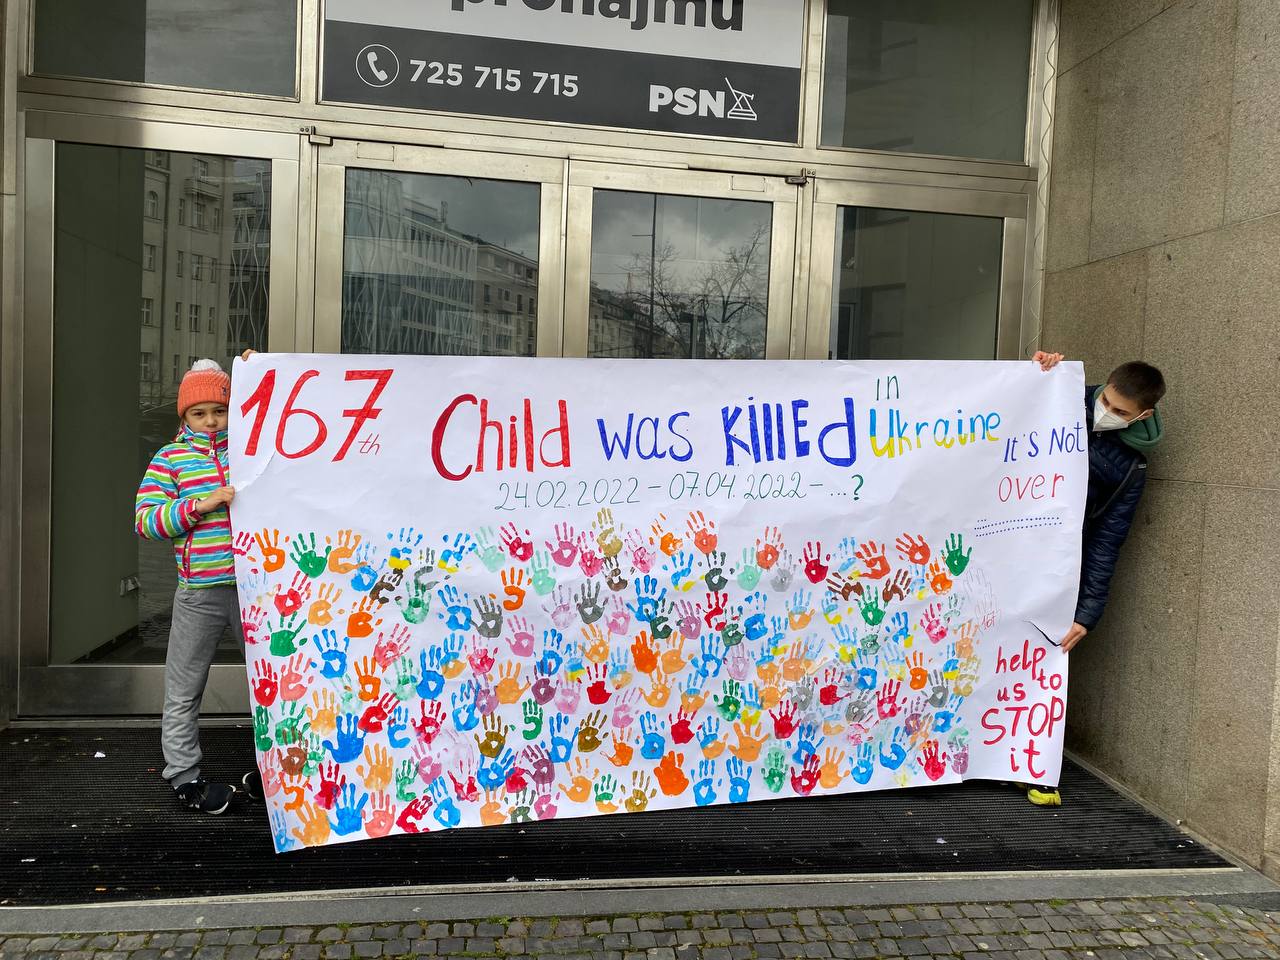 pronájmu
725 715 715
PSN
167th Child was killed in Ukraine
24.02.2022 - 07.04.2022 - ...?
It's Not
over
167
help
us to
STOP
it